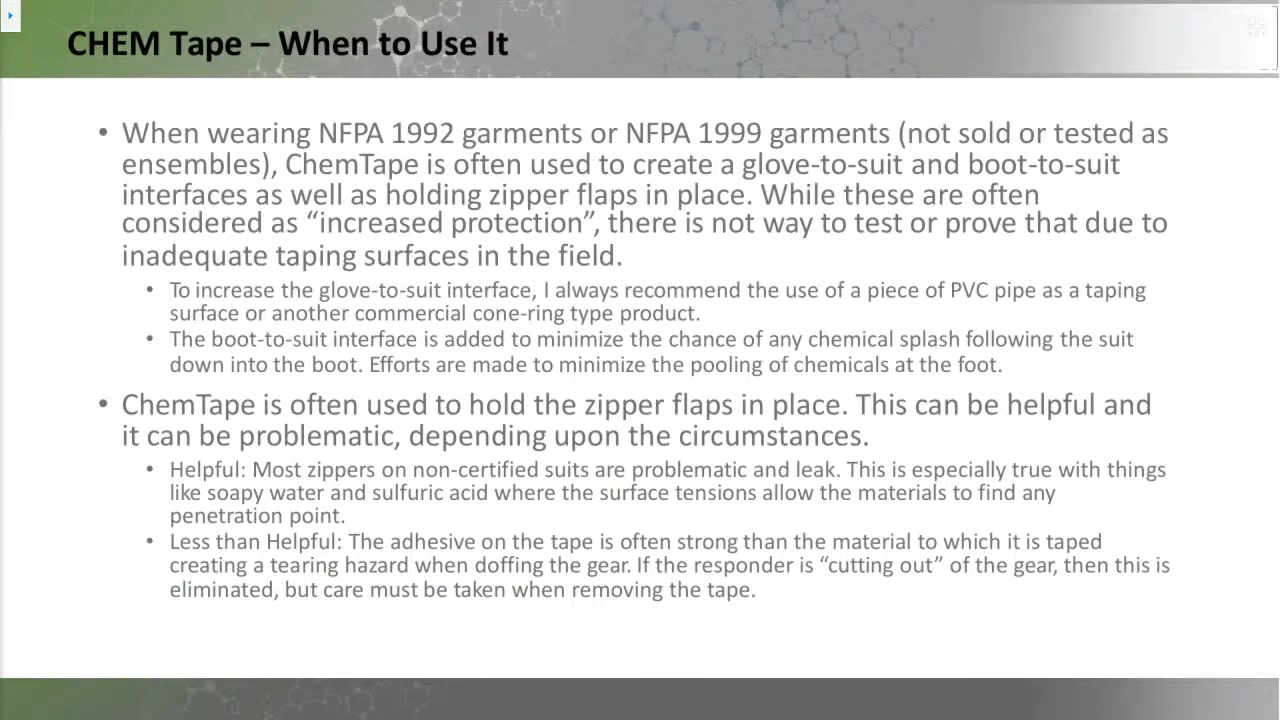 CHEM Tape – When to Use It
• When wearing NFPA 1992 garments or NFPA 1999 garments (not sold or tested as
ensembles), ChemTape is often used to create a glove-to-suit and boot-to-suit
interfaces as well as holding zipper flaps in place. While these are often
considered as “increased protection”, there is not way to test or prove that due to
inadequate taping surfaces in the field.
• To increase the glove-to-suit interface, I always recommend the use of a piece of PVC pipe as a taping
surface or another commercial cone-ring type product.
• The boot-to-suit interface is added to minimize the chance of any chemical splash following the suit
down into the boot. Efforts are made to minimize the pooling of chemicals at the foot.
• ChemTape is often used to hold the zipper flaps in place. This can be helpful and
it can be problematic, depending upon the circumstances.
• Helpful: Most zippers on non-certified suits are problematic and leak. This is especially true with things
like soapy water and sulfuric acid where the surface tensions allow the materials to find any
penetration point.
• Less than Helpful: The adhesive on the tape is often strong than the material to which it is taped
creating a tearing hazard when doffing the gear. If the responder is “cutting out” of the gear, then this is
eliminated, but care must be taken when removing the tape.